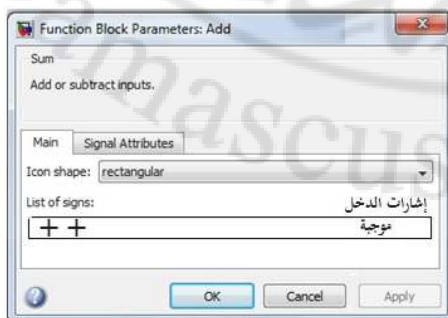 Function Block Parameters: Add
Sum
Add or subtract inputs.
Main Signal Attributes
Icon shape: rectangular
List of signs: إشارات الدخل
++ موجبة
OK Cancel Apply
amascus